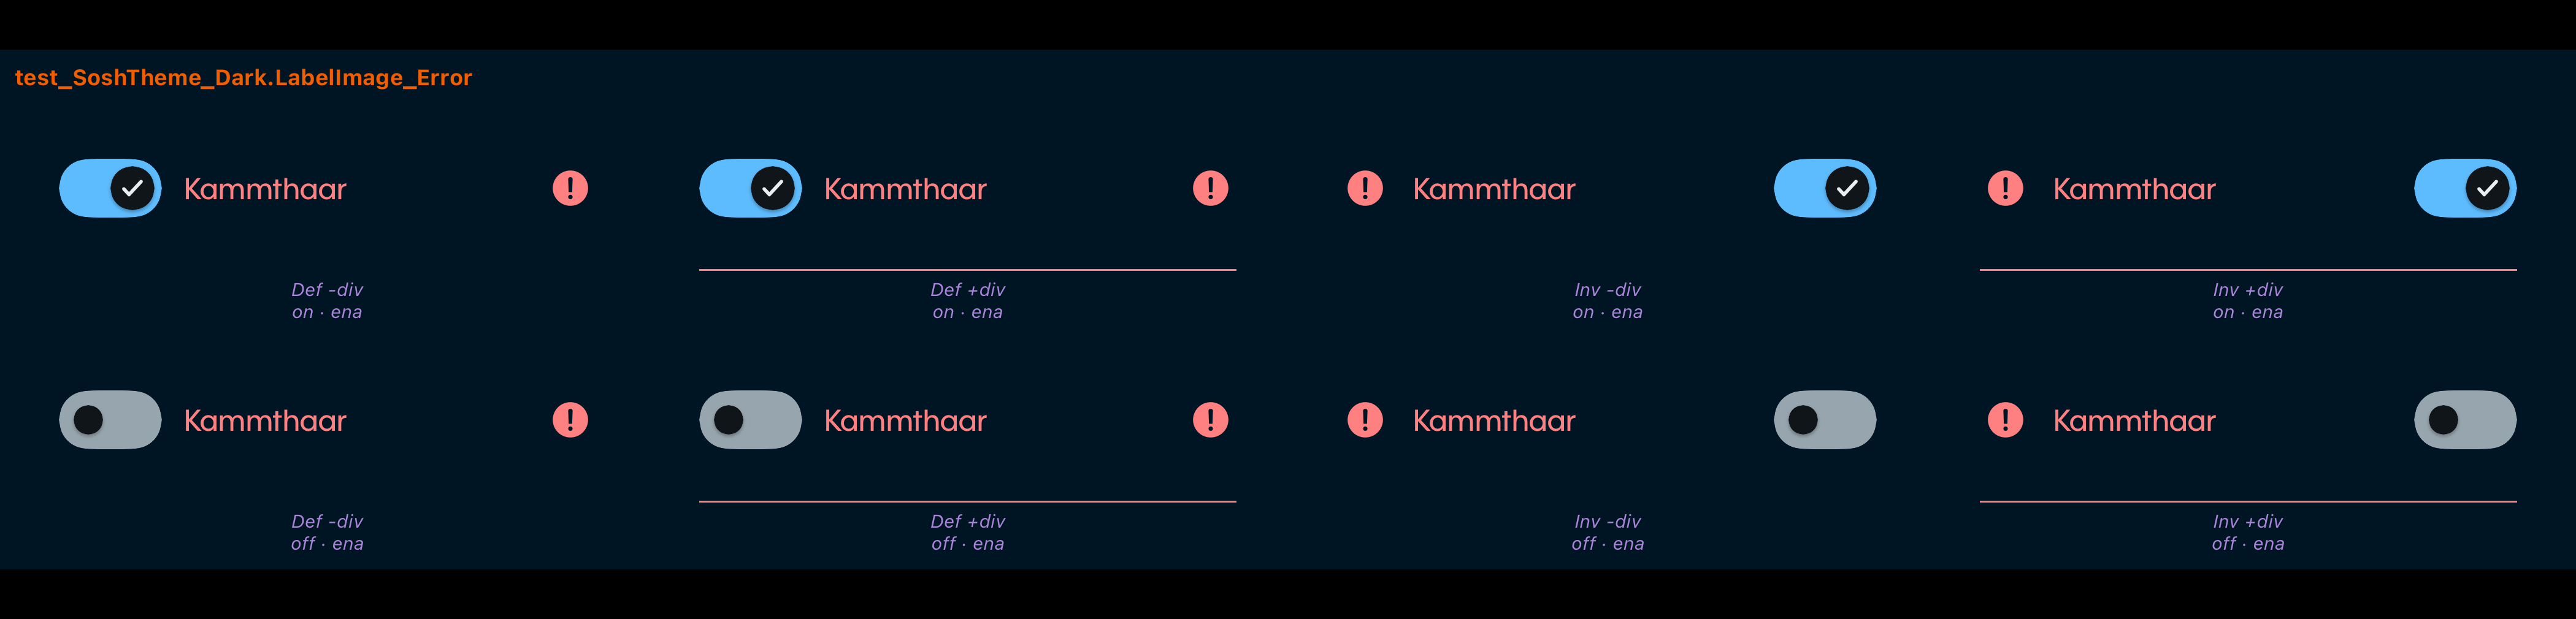 test_SoshTheme_Dark.LabelImage_Error
Kammthaar
Kammthaar
Kammthaar
Kammthaar
Def -div
on · ena
Def +div
on · ena
Inv -div
on · ena
Inv +div
on · ena
Kammthaar
Kammthaar
Kammthaar
Kammthaar
Def -div
off · ena
Def +div
off · ena
Inv -div
off · ena
Inv +div
off · ena